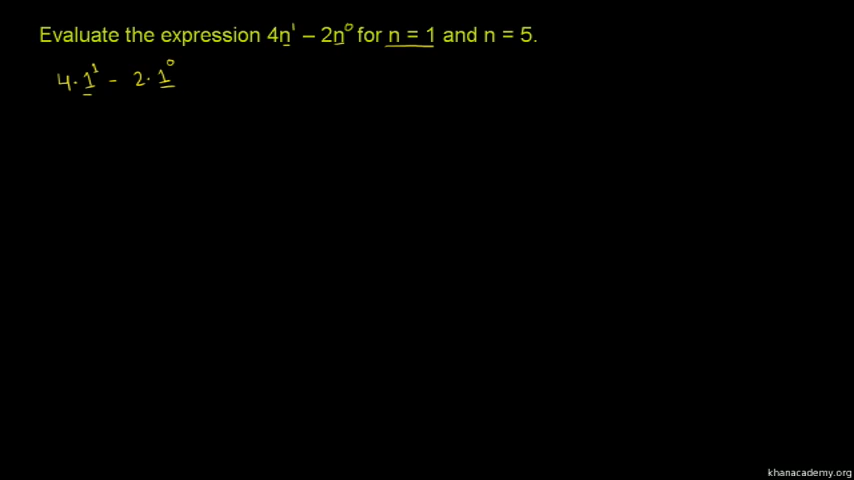 Evaluate the expression 4n¹ – 2n⁰ for n = 1 and n = 5.
4 · 1¹ - 2 · 1⁰
khanacademy.org